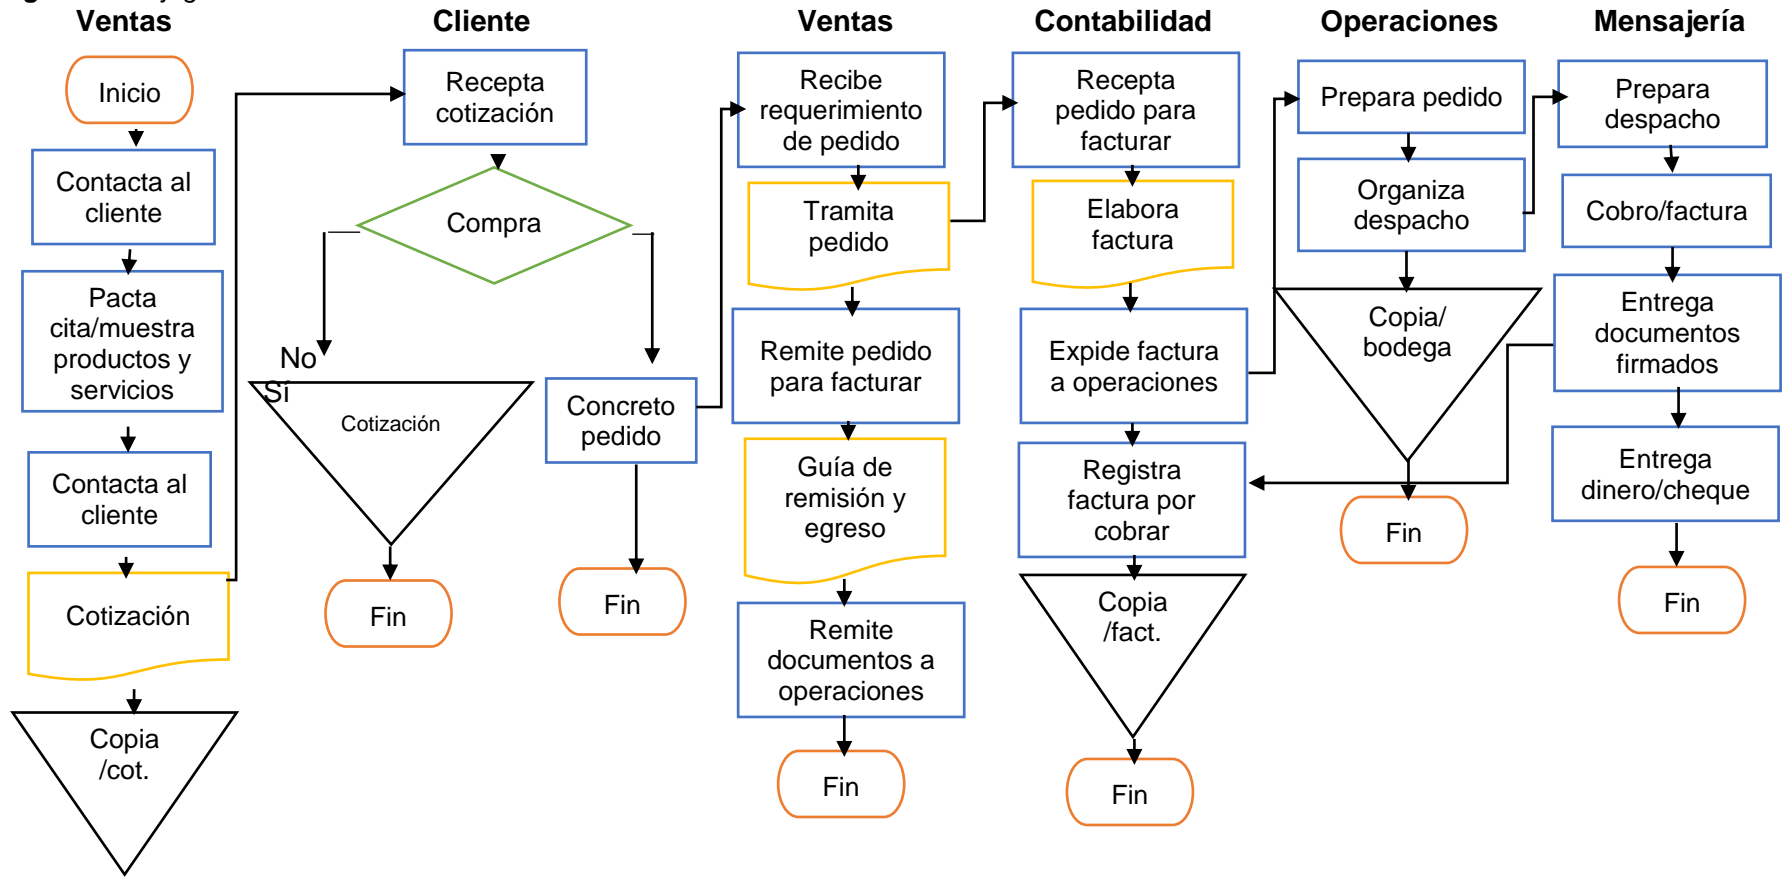 Ventas
Inicio
Contacta al
cliente
Pacta
cita/muestra
productos y
servicios
Contacta al
cliente
Cotización
Copia
/cot.
Cliente
Recepta
cotización
Compra
No
Sí
Cotización
Fin
Concreto
pedido
Fin
Ventas
Recibe
requerimiento
de pedido
Tramita
pedido
Remite pedido
para facturar
Guía de
remisión y
egreso
Remite
documentos a
operaciones
Fin
Contabilidad
Recepta
pedido para
facturar
Elabora
factura
Expide factura
a operaciones
Registra
factura por
cobrar
Copia
/fact.
Fin
Operaciones
Prepara pedido
Organiza
despacho
Copia/
bodega
Fin
Mensajería
Prepara
despacho
Cobro/factura
Entrega
documentos
firmados
Entrega
dinero/cheque
Fin